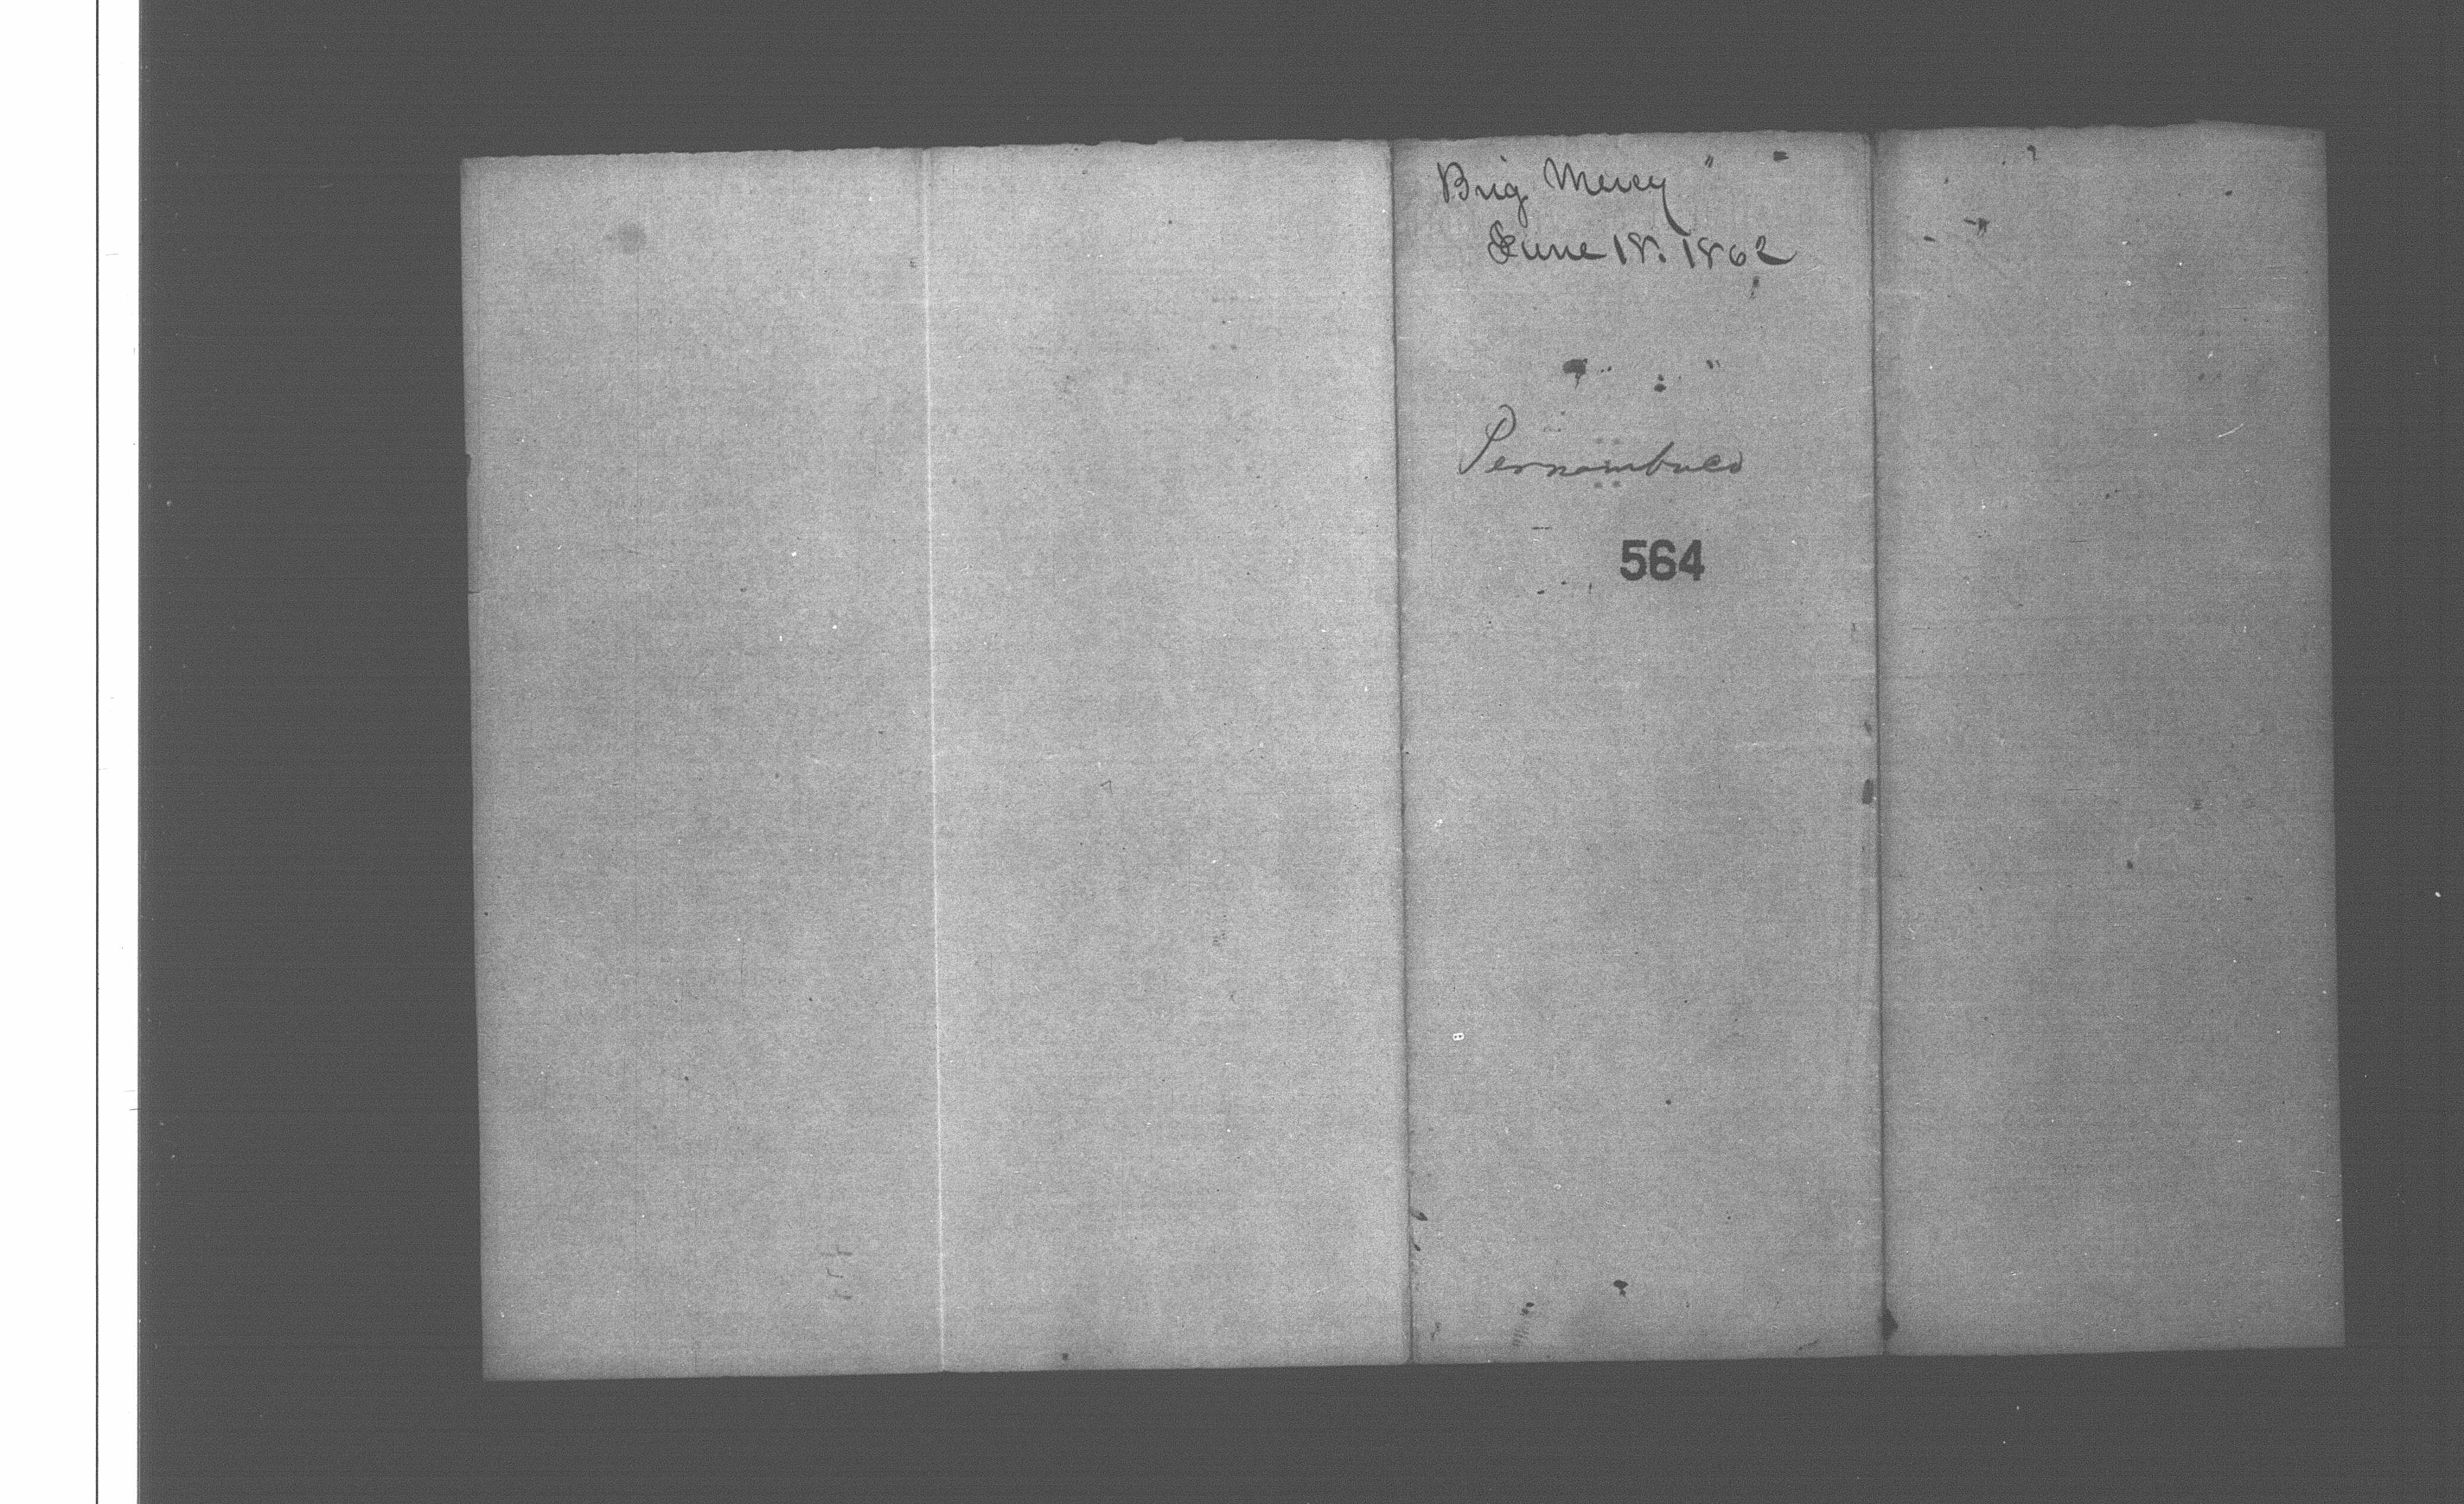 Brig Mercy"
June 18. 1862
Pernambuco
564